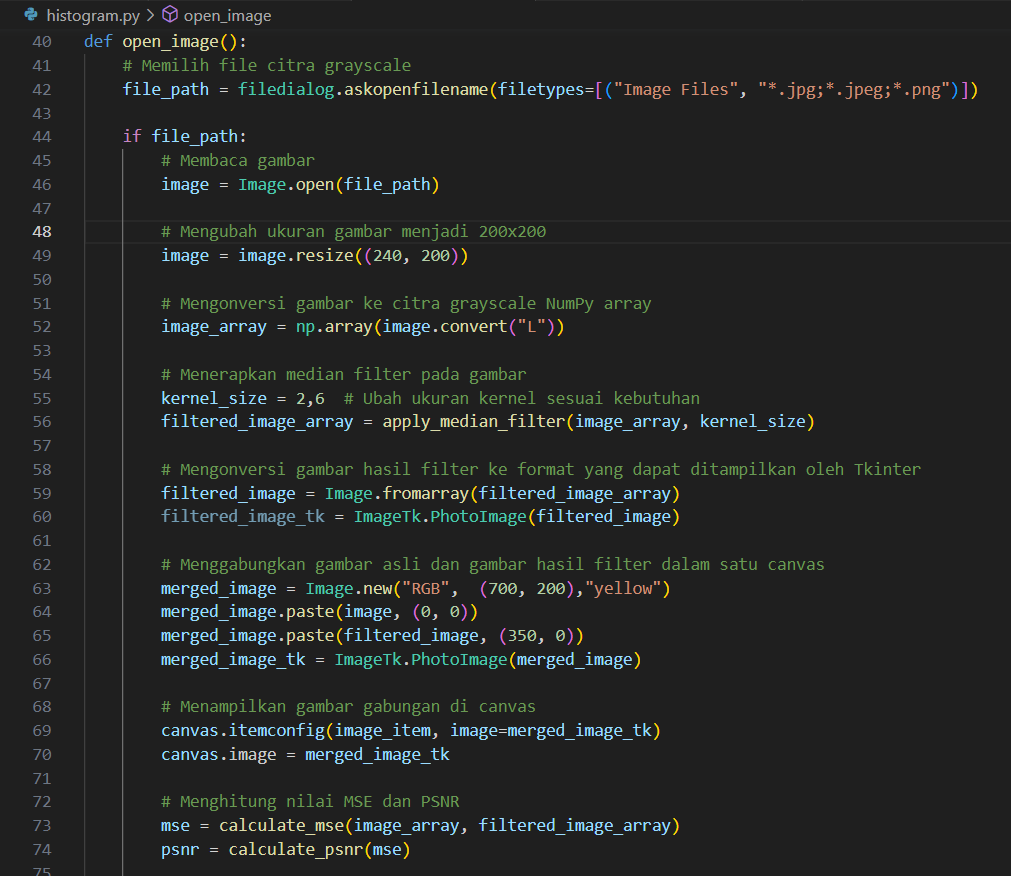 histogram.py > open_image
40 def open_image():
41 # Memilih file citra grayscale
42 file_path = filedialog.askopenfilename(filetypes=[("Image Files", "*.jpg;*.jpeg;*.png")])
43
44 if file_path:
45 # Membaca gambar
46 image = Image.open(file_path)
47
48 # Mengubah ukuran gambar menjadi 200x200
49 image = image.resize((240, 200))
50
51 # Mengonversi gambar ke citra grayscale NumPy array
52 image_array = np.array(image.convert("L"))
53
54 # Menerapkan median filter pada gambar
55 kernel_size = 2,6  # Ubah ukuran kernel sesuai kebutuhan
56 filtered_image_array = apply_median_filter(image_array, kernel_size)
57
58 # Mengonversi gambar hasil filter ke format yang dapat ditampilkan oleh Tkinter
59 filtered_image = Image.fromarray(filtered_image_array)
60 filtered_image_tk = ImageTk.PhotoImage(filtered_image)
61
62 # Menggabungkan gambar asli dan gambar hasil filter dalam satu canvas
63 merged_image = Image.new("RGB",  (700, 200),"yellow")
64 merged_image.paste(image, (0, 0))
65 merged_image.paste(filtered_image, (350, 0))
66 merged_image_tk = ImageTk.PhotoImage(merged_image)
67
68 # Menampilkan gambar gabungan di canvas
69 canvas.itemconfig(image_item, image=merged_image_tk)
70 canvas.image = merged_image_tk
71
72 # Menghitung nilai MSE dan PSNR
73 mse = calculate_mse(image_array, filtered_image_array)
74 psnr = calculate_psnr(mse)
75